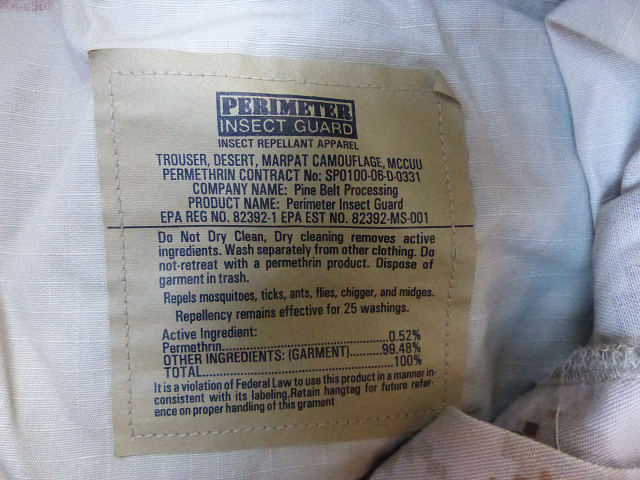 PERIMETER
INSECT GUARD
INSECT REPELLANT APPAREL
TROUSER, DESERT, MARPAT CAMOUFLAGE, MCCUU
PERMETHRIN CONTRACT No: SPO100-06-D-0331
COMPANY NAME: Pine Belt Processing
PRODUCT NAME: Perimeter Insect Guard
EPA REG NO. 82392-1 EPA EST NO. 82392-MS-001
Do Not Dry Clean, Dry cleaning removes active
ingredients. Wash separately from other clothing. Do
not-retreat with a permethrin product. Dispose of
garment in trash.
Repels mosquitoes, ticks, ants, flies, chigger, and midges.
Repellency remains effective for 25 washings.
Active Ingredient:
Permethrin....................................0.52%
OTHER INGREDIENTS: (GARMENT)..........99.48%
TOTAL..........................................100%
It is a violation of Federal Law to use this product in a manner in-
consistent with its labeling.Retain hangtag for future refer-
ence on proper handling of this grament